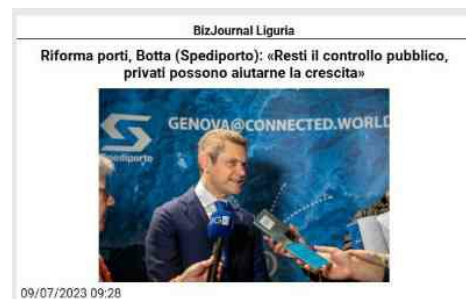 BizJournal Liguria
Riforma porti, Botta (Spediporto): «Resti il controllo pubblico,
privati possono aiutarne la crescita»
GENOVA@CONNECTED.WORLD
Spediporto
09/07/2023 09:28